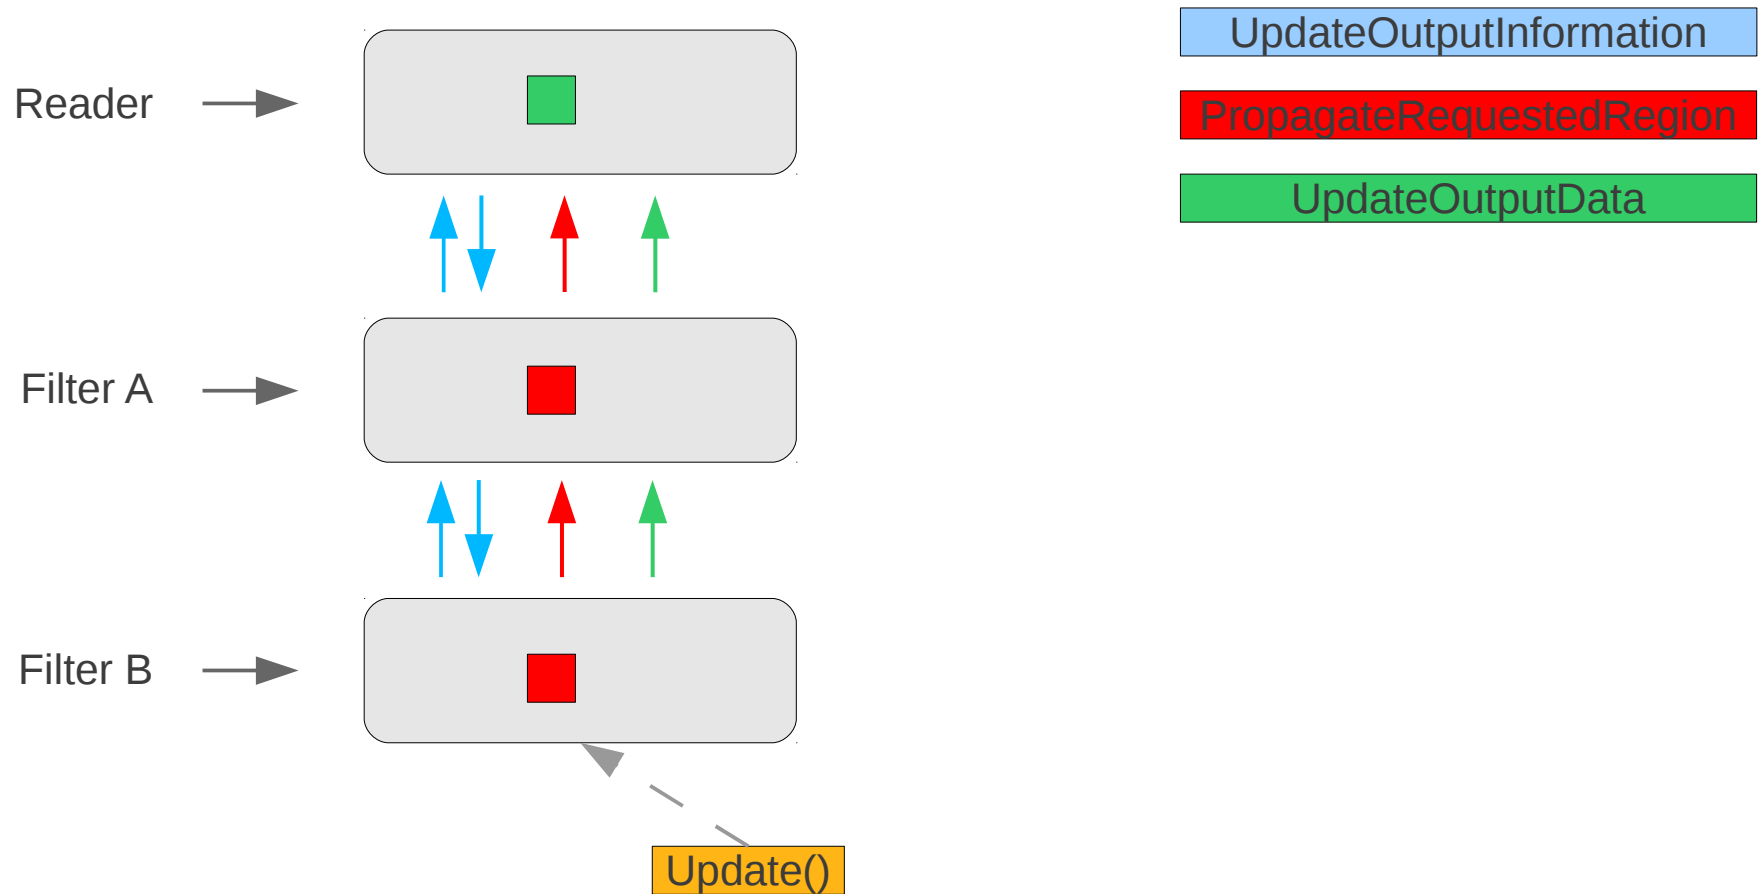 Reader
Filter A
Filter B
Update()
UpdateOutputInformation
PropagateRequestedRegion
UpdateOutputData